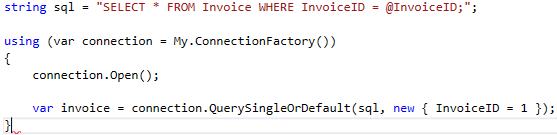 string sql = "SELECT * FROM Invoice WHERE InvoiceID = @InvoiceID;";
using (var connection = My.ConnectionFactory())
{
connection.Open();
var invoice = connection.QuerySingleOrDefault(sql, new { InvoiceID = 1 });
}